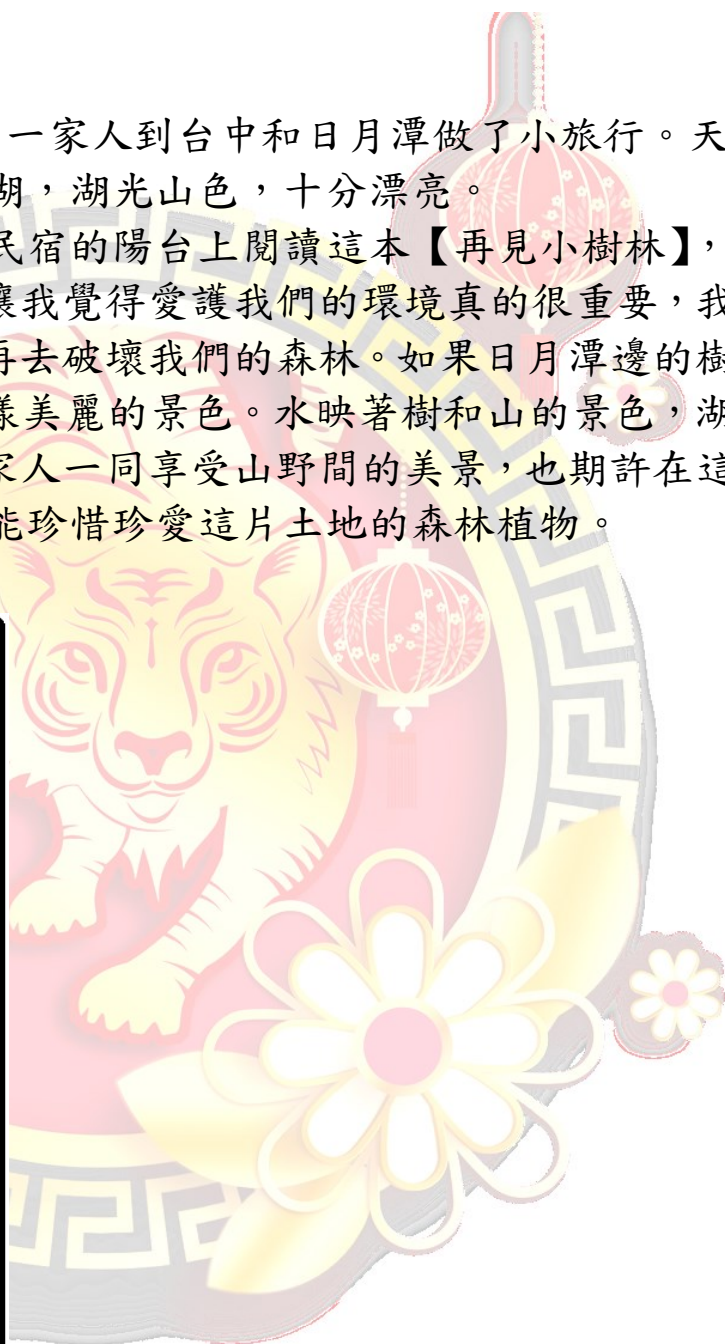 一家人到台中和日月潭做了小旅行。天
湖，湖光山色，十分漂亮。
民宿的陽台上閱讀這本【再見小樹林】，
讓我覺得愛護我們的環境真的很重要，我
再去破壞我們的森林。如果日月潭邊的樹
樣美麗的景色。水映著樹和山的景色，湖
家人一同享受山野間的美景，也期許在這
能珍惜珍愛這片土地的森林植物。